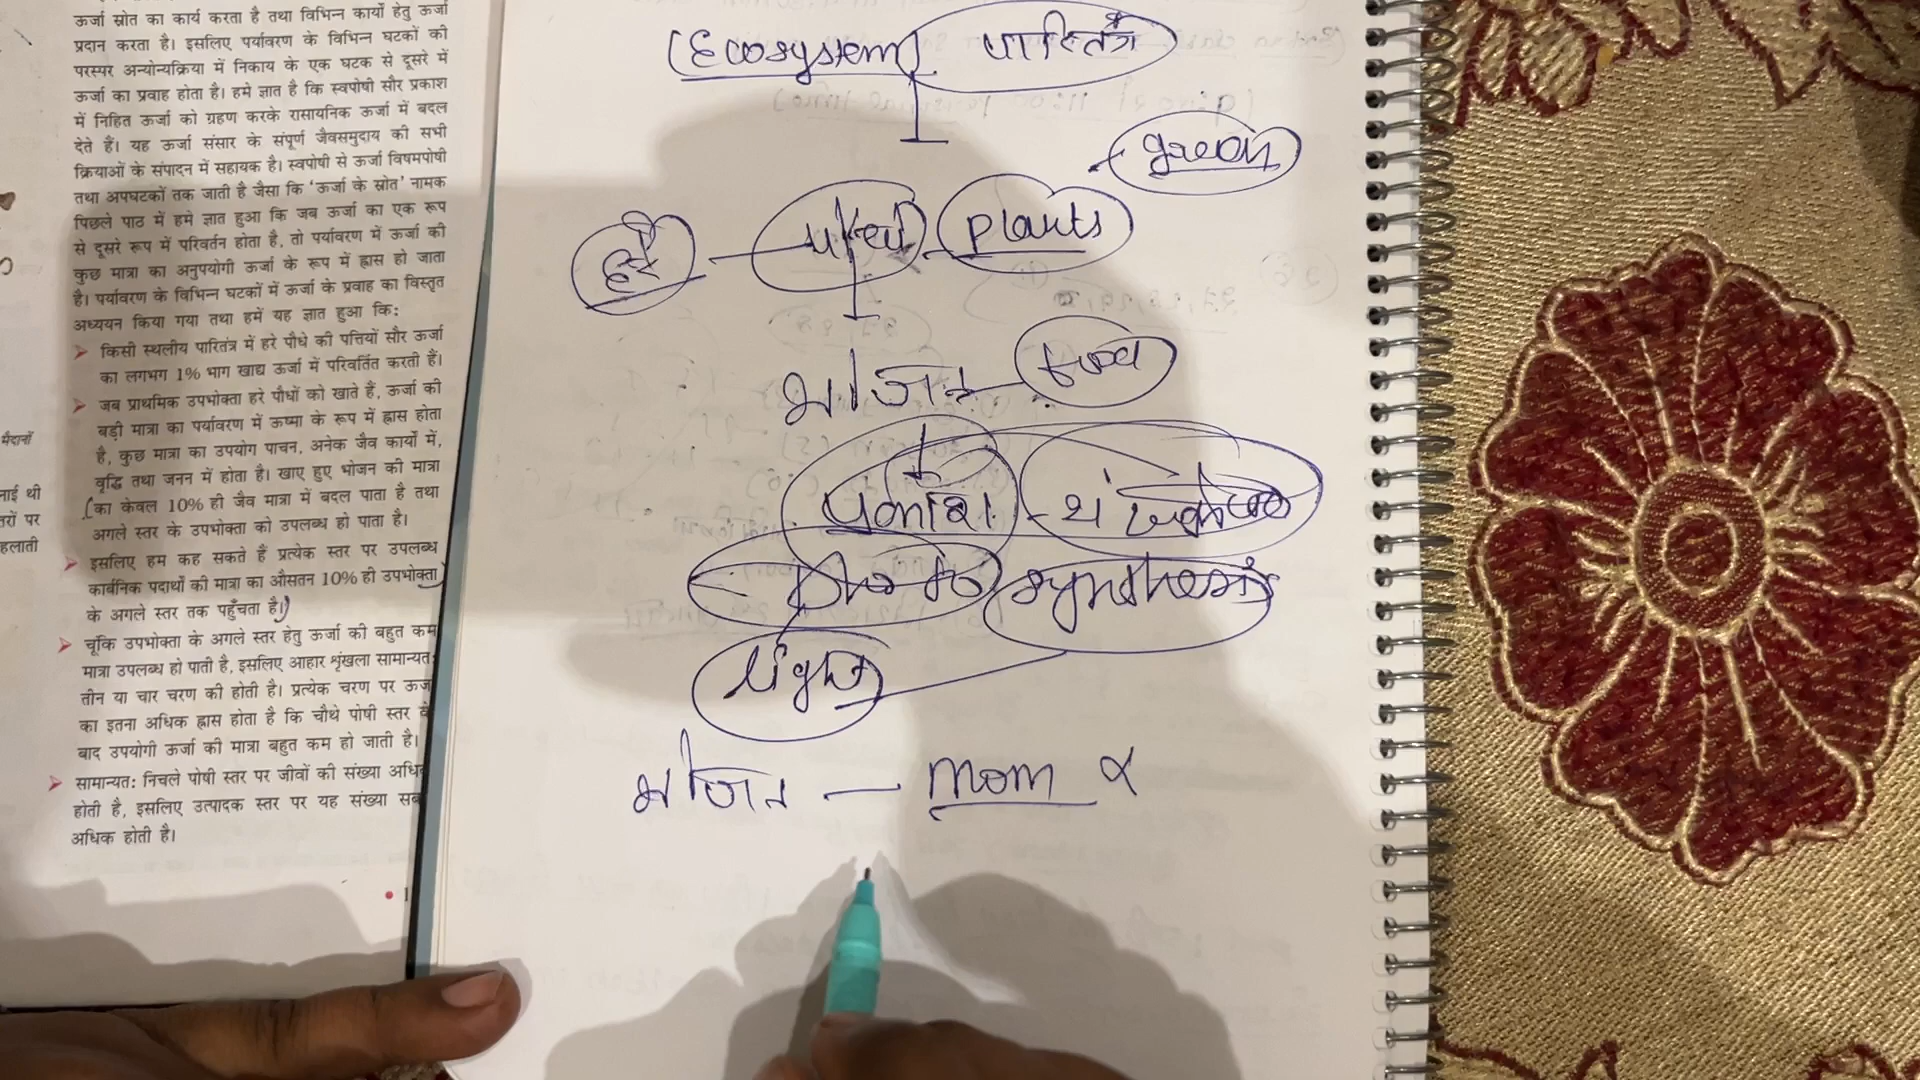 ऊर्जा स्रोत का कार्य करता है तथा विभिन्न कार्यों हेतु ऊर्जा
प्रदान करता है। इसलिए पर्यावरण के विभिन्न घटकों की
परस्पर अन्योन्यक्रिया में निकाय के एक घटक से दूसरे में
ऊर्जा का प्रवाह होता है। हमें ज्ञात है कि स्वपोषी सौर प्रकाश
में निहित ऊर्जा को ग्रहण करके रासायनिक ऊर्जा में बदल
देते हैं। यह ऊर्जा संसार के संपूर्ण जैवसमुदाय की सभी
क्रियाओं के संपादन में सहायक है। स्वपोषी से ऊर्जा विषमपोषी
तथा अपघटकों तक जाती है जैसा कि 'ऊर्जा के स्रोत' नामक
पिछले पाठ में हमें ज्ञात हुआ कि जब ऊर्जा का एक रूप
से दूसरे रूप में परिवर्तन होता है, तो पर्यावरण में ऊर्जा की
कुछ मात्रा का अनुपयोगी ऊर्जा के रूप में ह्रास हो जाता
है। पर्यावरण के विभिन्न घटकों में ऊर्जा के प्रवाह का विस्तृत
अध्ययन किया गया तथा हमें यह ज्ञात हुआ कि:
किसी स्थलीय पारितंत्र में हरे पौधे की पत्तियाँ सौर ऊर्जा
का लगभग 1% भाग खाद्य ऊर्जा में परिवर्तित करती हैं।
जब प्राथमिक उपभोक्ता हरे पौधों को खाते हैं, ऊर्जा की
बड़ी मात्रा का पर्यावरण में ऊष्मा के रूप में ह्रास होता
है, कुछ मात्रा का उपयोग पाचन, अनेक जैव कार्यों में,
वृद्धि तथा जनन में होता है। खाए हुए भोजन की मात्रा
का केवल 10% ही जैव मात्रा में बदल पाता है तथा
अगले स्तर के उपभोक्ता को उपलब्ध हो पाता है।
इसलिए हम कह सकते हैं प्रत्येक स्तर पर उपलब्ध
कार्बनिक पदार्थों की मात्रा का औसतन 10% ही उपभोक्ता
के अगले स्तर तक पहुँचता है।
चूँकि उपभोक्ता के अगले स्तर हेतु ऊर्जा की बहुत कम
मात्रा उपलब्ध हो पाती है, इसलिए आहार शृंखला सामान्यतः
तीन या चार चरण की होती है। प्रत्येक चरण पर
का इतना अधिक ह्रास होता है कि चौथे पोषी स्तर
बाद उपयोगी ऊर्जा की मात्रा बहुत कम हो जाती है।
सामान्यत: निचले पोषी स्तर पर जीवों की संख्या
होती है, इसलिए उत्पादक स्तर पर यह संख्या
अधिक होती है।
मैदानों
नाई थी
पर
(Ecosystem) पारितंत्र
green
हरे - plants
भोजन
प्रकाश -
photo synthesis
light
भोजन — mom